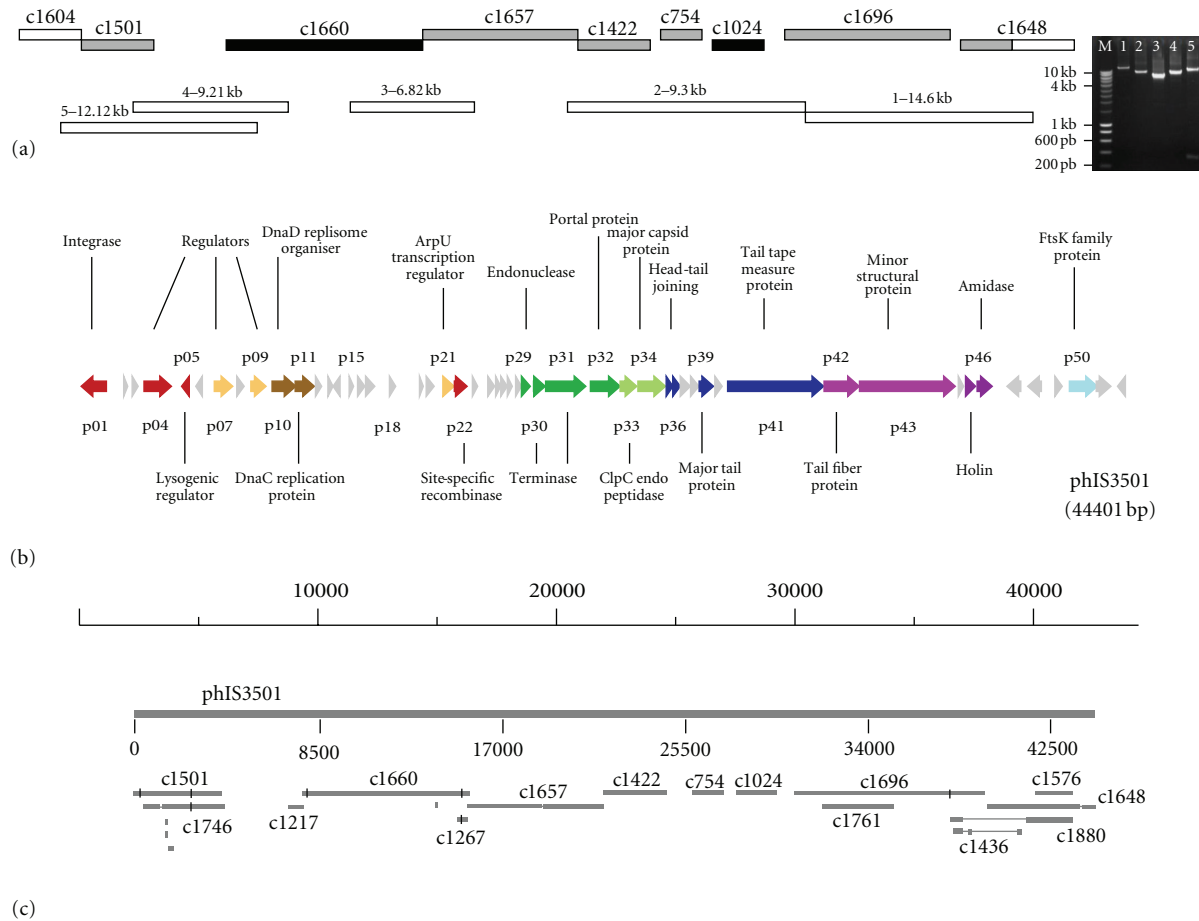 c1604
c1501
c1660
c1657
c1422
c754
c1024
c1696
c1648
M 1 2 3 4 5
10 kb
4 kb
1 kb
600 pb
200 pb
5–12.12 kb
4–9.21 kb
3–6.82 kb
2–9.3 kb
1–14.6 kb
(a)
Integrase
Regulators
DnaD replisome
organiser
ArpU
transcription
regulator
Endonuclease
Portal protein
major capsid
protein
Head-tail
joining
Tail tape
measure
protein
Minor
structural
protein
Amidase
FtsK family
protein
p05 p09 p11 p15 p21 p29 p31 p32 p34 p39 p42 p46 p50
p01 p04 p07 p10 p18 p22 p30 p33 p36 p41 p43
Lysogenic
regulator
DnaC replication
protein
Site-specific
recombinase
Terminase
ClpC endo
peptidase
Major tail
protein
Tail fiber
protein
Holin
phIS3501
(44401 bp)
(b)
10000 20000 30000 40000
phIS3501
0 8500 17000 25500 34000 42500
c1501 c1660 c1657 c1422 c754 c1024 c1696 c1576
c1648
c1746 c1217 c1267 c1761 c1436 c1880
(c)